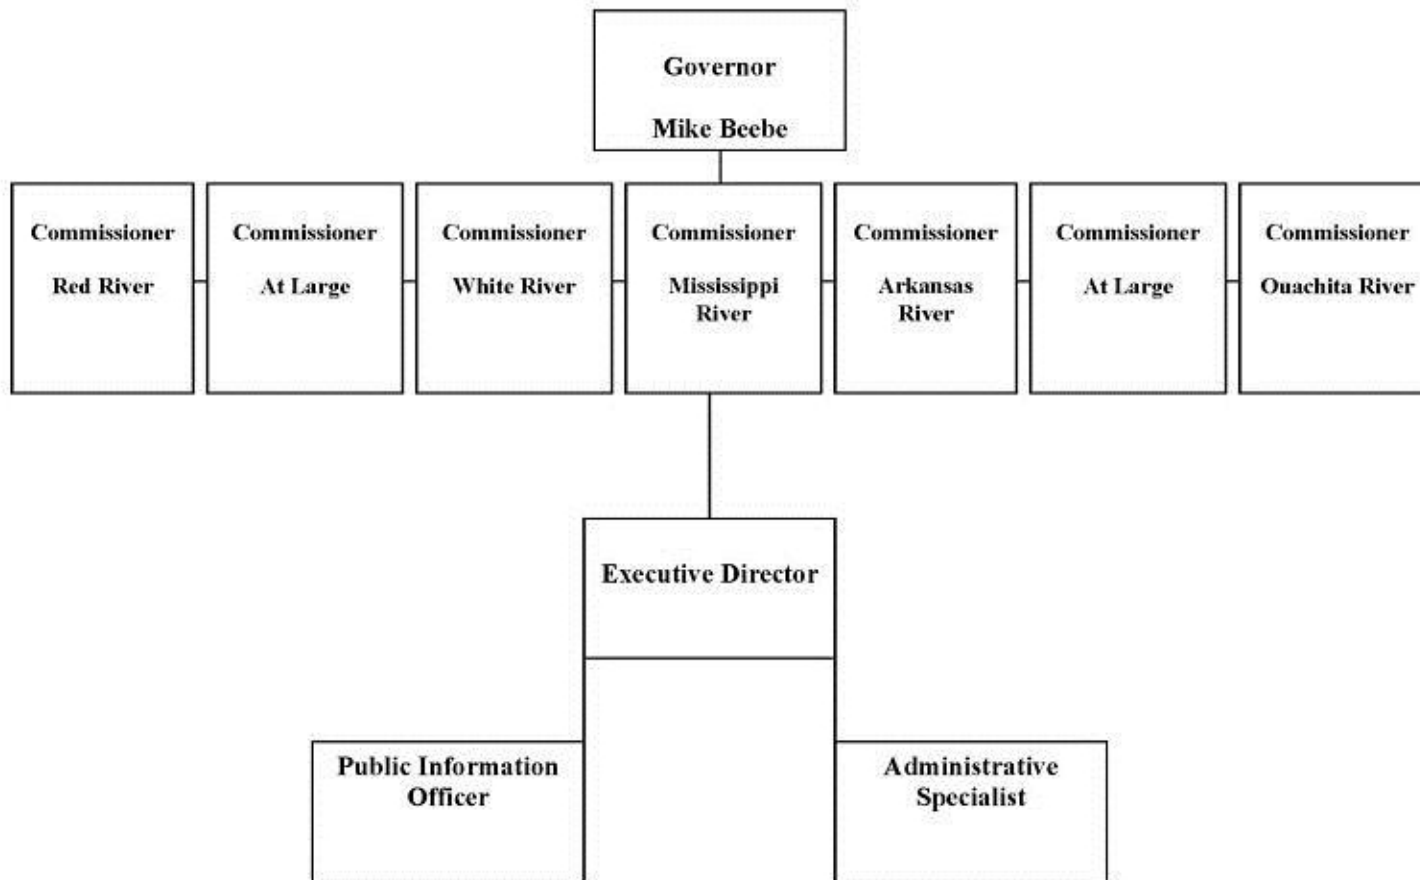 Governor
Mike Beebe
Commissioner
Red River
Commissioner
At Large
Commissioner
White River
Commissioner
Mississippi
River
Commissioner
Arkansas
River
Commissioner
At Large
Commissioner
Ouachita River
Executive Director
Public Information
Officer
Administrative
Specialist